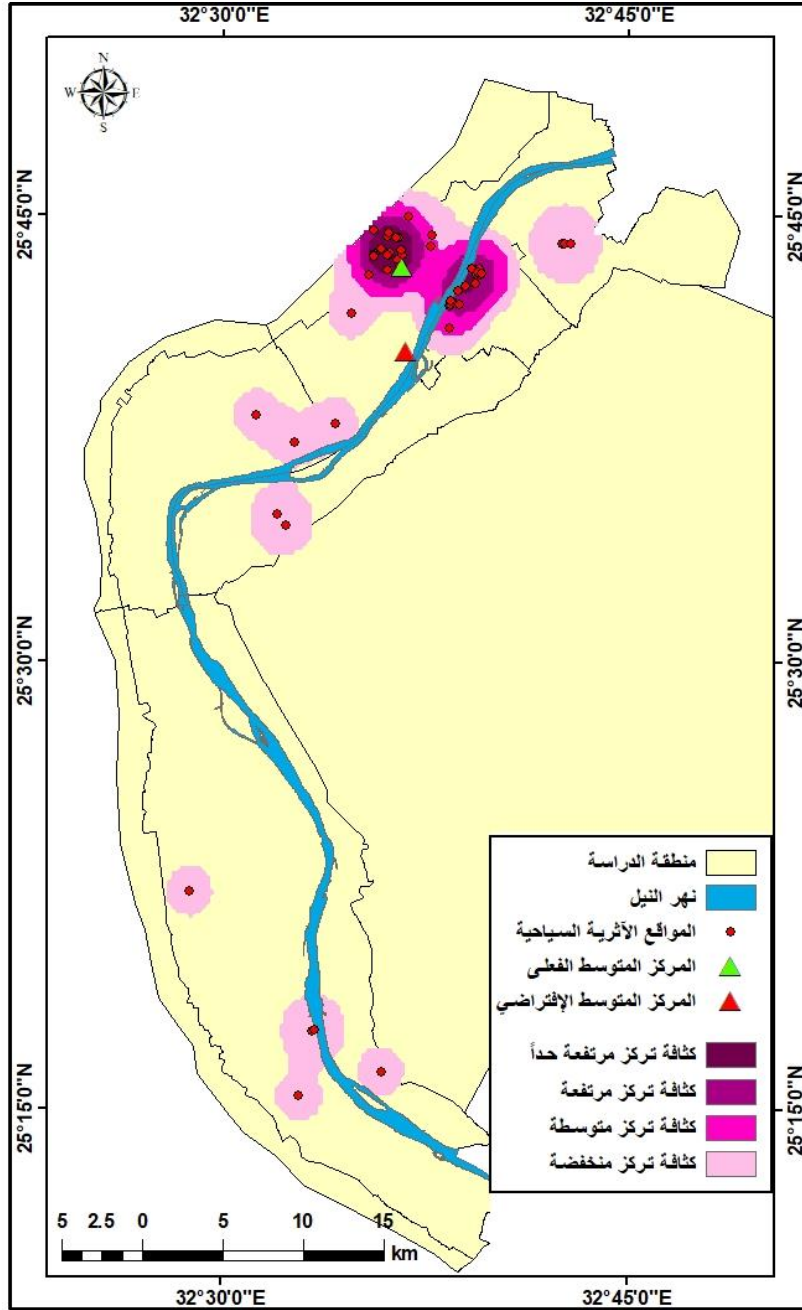 32°30'0"E
32°45'0"E
N
W E
S
25°45'0"N
25°45'0"N
25°30'0"N
25°30'0"N
25°15'0"N
25°15'0"N
منطقة الدراسة
نهر النيل
المواقع الآثرية السياحية
المركز المتوسط الفعلى
المركز المتوسط الإفتراضي
كثافة تركز مرتفعة جداً
كثافة تركز مرتفعة
كثافة تركز متوسطة
كثافة تركز منخفضة
5 2.5 0 5 10 15
km
32°30'0"E
32°45'0"E